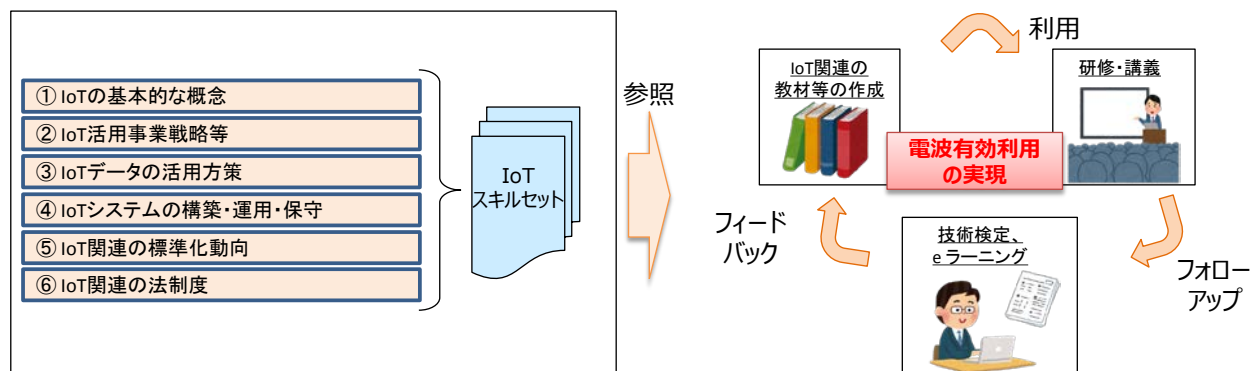 ① IoTの基本的な概念
② IoT活用事業戦略等
③ IoTデータの活用方策
④ IoTシステムの構築・運用・保守
⑤ IoT関連の標準化動向
⑥ IoT関連の法制度
IoT
スキルセット
参照
利用
IoT関連の
教材等の作成
研修・講義
電波有効利用
の実現
フィード
バック
技術検定、
eラーニング
フォロー
アップ